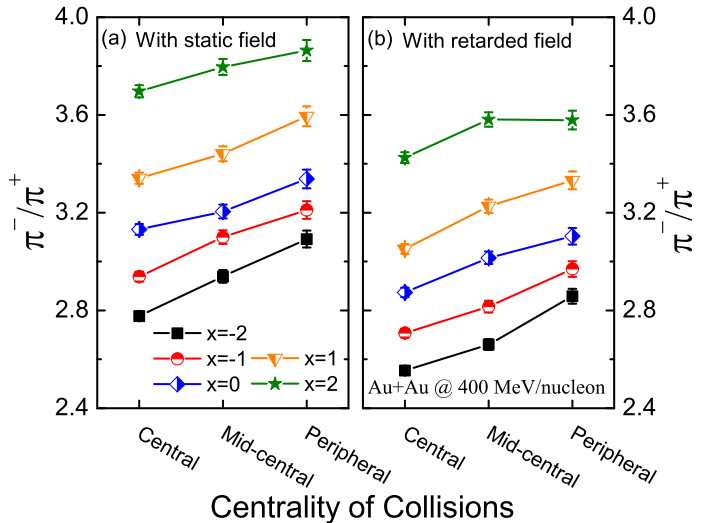 (a) With static field
(b) With retarded field
4.0
3.6
3.2
2.8
2.4
π⁻/π⁺
x=-2
x=-1
x=0
x=1
x=2
Au+Au @ 400 MeV/nucleon
4.0
3.6
3.2
2.8
2.4
π⁻/π⁺
Central
Mid-central
Peripheral
Central
Mid-central
Peripheral
Centrality of Collisions